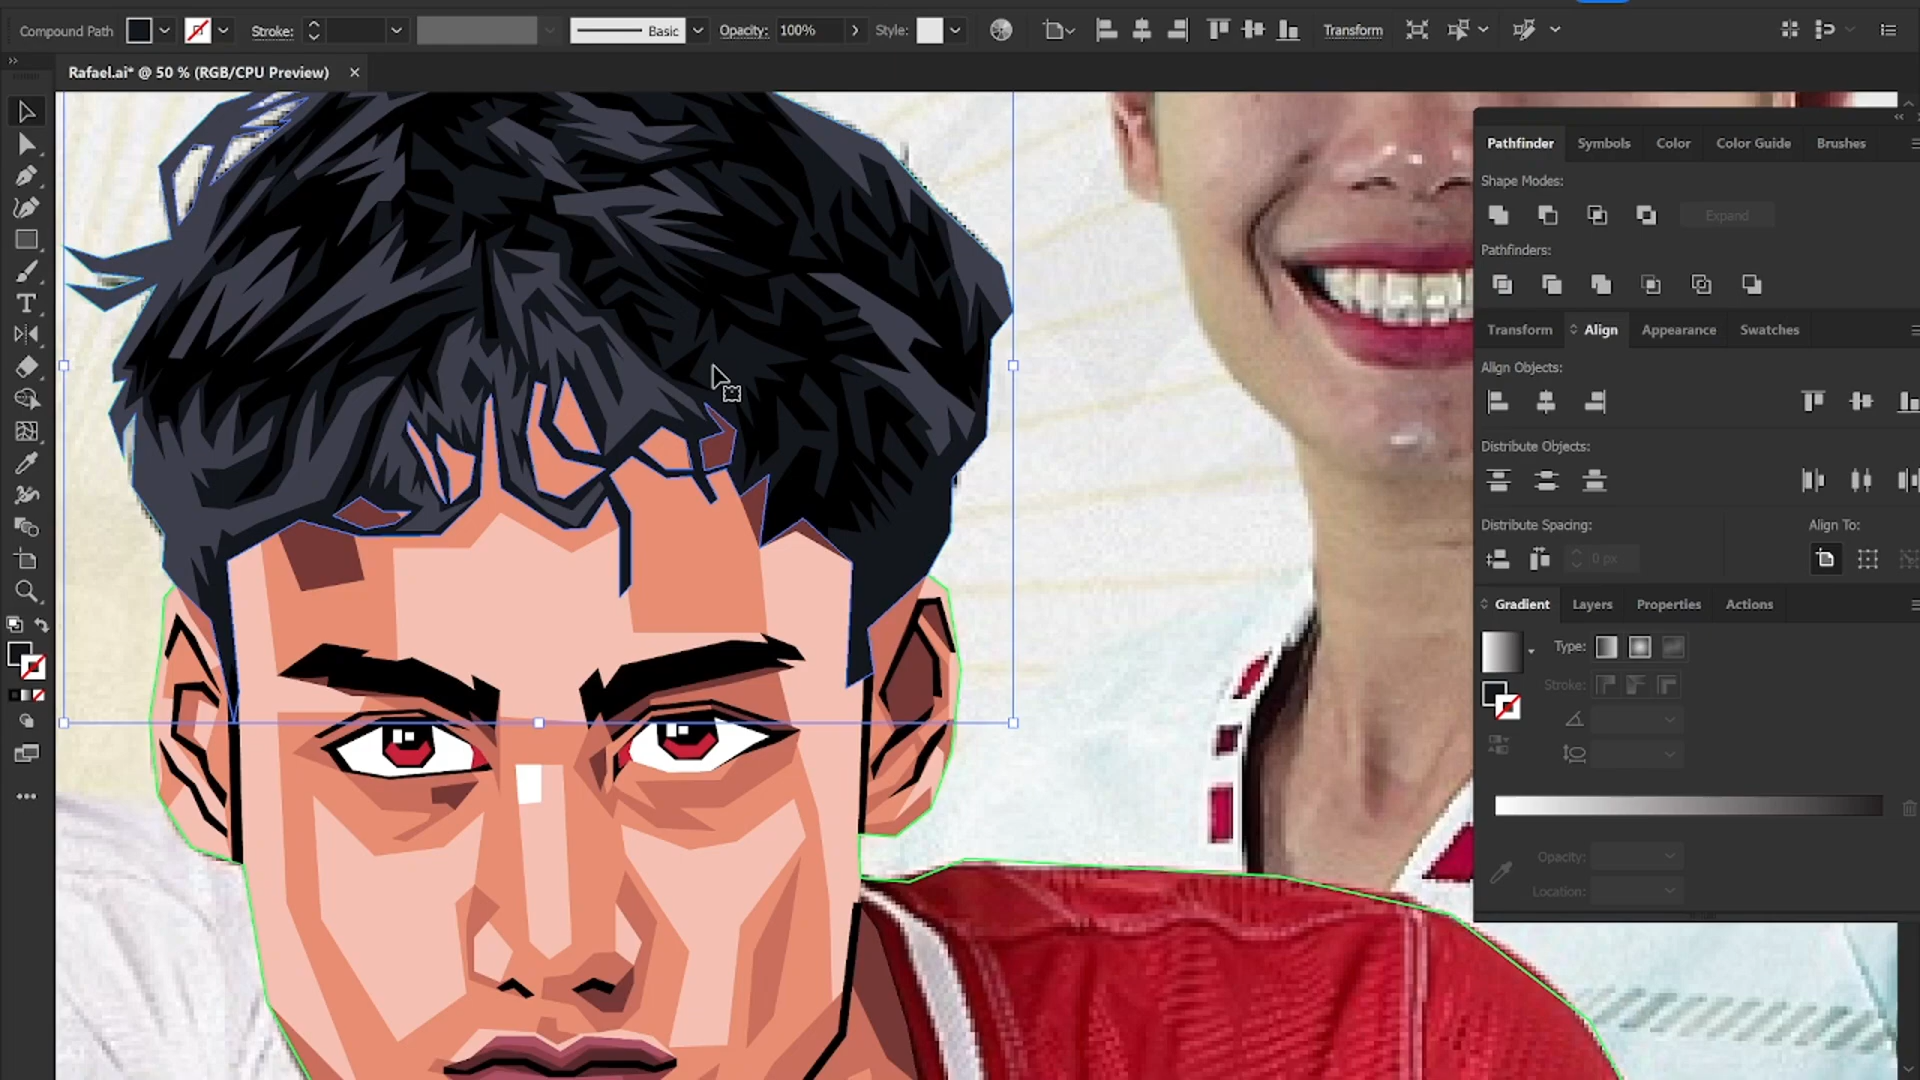 Compound Path
Stroke:
Basic
Opacity:
100%
Style:
Transform
Rafael.ai* @ 50 % (RGB/CPU Preview)
Pathfinder
Symbols
Color
Color Guide
Brushes
Shape Modes:
Expand
Pathfinders:
Transform
Align
Appearance
Swatches
Align Objects:
Distribute Objects:
Distribute Spacing:
Align To:
0 px
Gradient
Layers
Properties
Actions
Type:
Stroke:
Opacity:
Location: